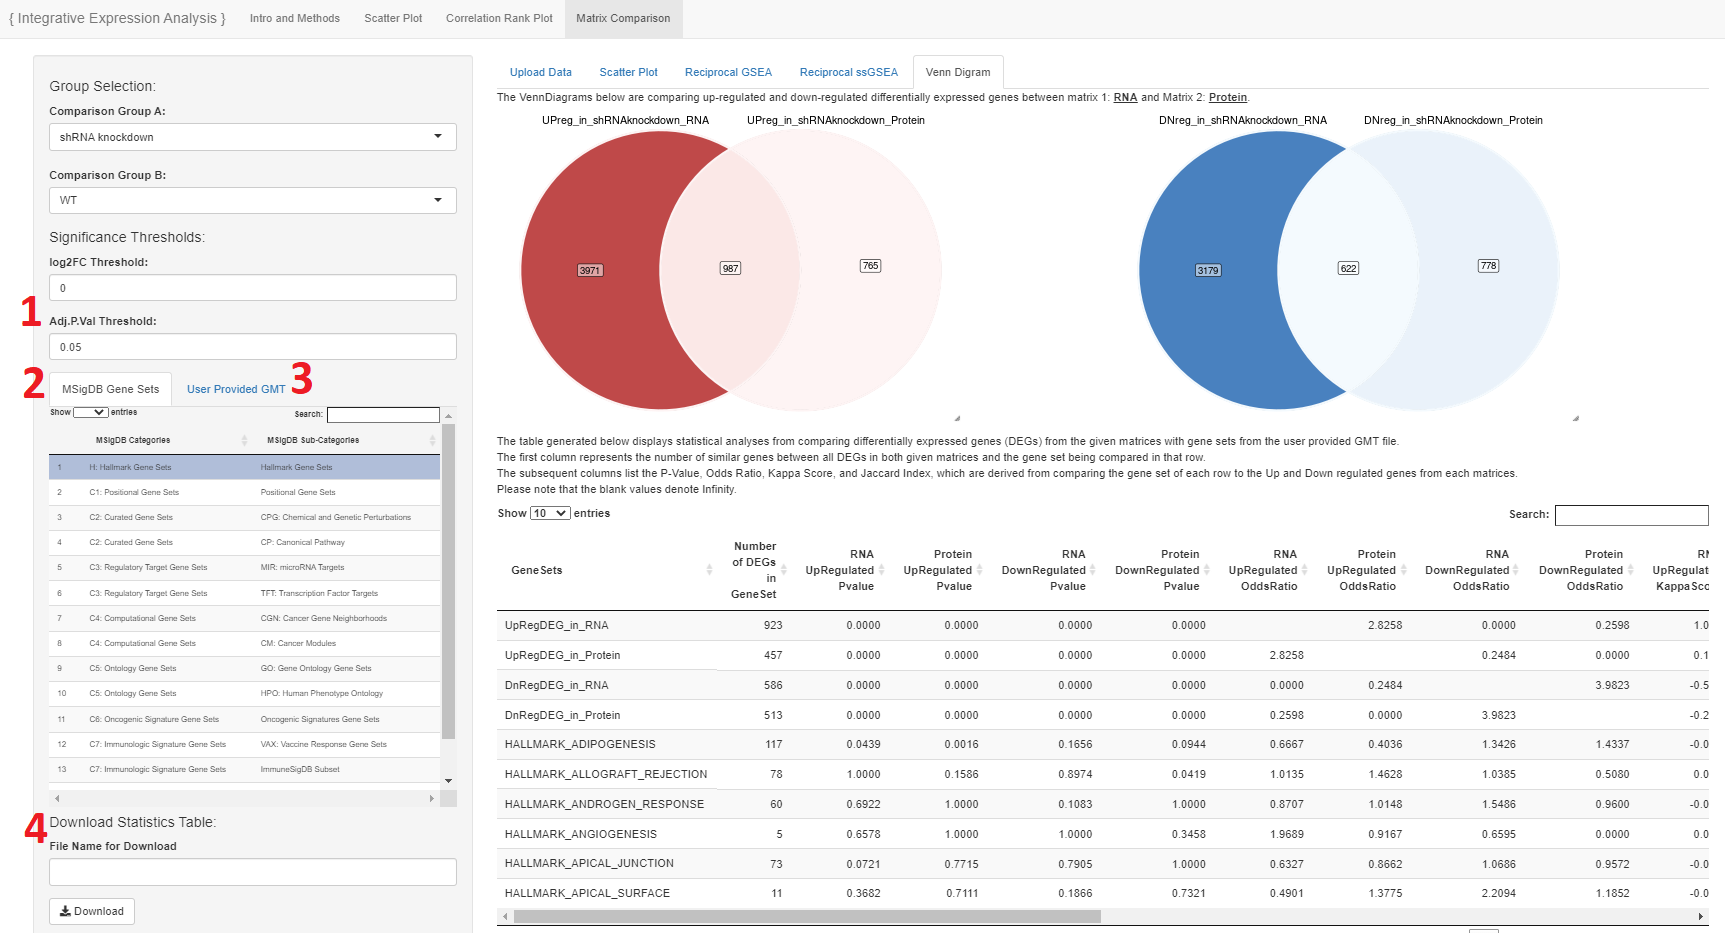 { Integrative Expression Analysis } Intro and Methods Scatter Plot Correlation Rank Plot Matrix Comparison
Group Selection:
Comparison Group A:
shRNA knockdown
Comparison Group B:
WT
Significance Thresholds:
log2FC Threshold:
0
1
Adj.P.Val Threshold:
0.05
2 MSigDB Gene Sets User Provided GMT 3
Show entries Search:
MSigDB Categories MSigDB Sub-Categories
1 H: Hallmark Gene Sets Hallmark Gene Sets
2 C1: Positional Gene Sets Positional Gene Sets
3 C2: Curated Gene Sets CPG: Chemical and Genetic Perturbations
4 C2: Curated Gene Sets CP: Canonical Pathway
5 C3: Regulatory Target Gene Sets MIR: microRNA Targets
6 C3: Regulatory Target Gene Sets TFT: Transcription Factor Targets
7 C4: Computational Gene Sets CGN: Cancer Gene Neighborhoods
8 C4: Computational Gene Sets CM: Cancer Modules
9 C5: Ontology Gene Sets GO: Gene Ontology Gene Sets
10 C5: Ontology Gene Sets HPO: Human Phenotype Ontology
11 C6: Oncogenic Signature Gene Sets Oncogenic Signatures Gene Sets
12 C7: Immunologic Signature Gene Sets VAX: Vaccine Response Gene Sets
13 C7: Immunologic Signature Gene Sets ImmuneSigDB Subset
4 Download Statistics Table:
File Name for Download
Download
Upload Data Scatter Plot Reciprocal GSEA Reciprocal ssGSEA Venn Digram
The VennDiagrams below are comparing up-regulated and down-regulated differentially expressed genes between matrix 1: RNA and Matrix 2: Protein.
UPreg_in_shRNAknockdown_RNA UPreg_in_shRNAknockdown_Protein DNreg_in_shRNAknockdown_RNA DNreg_in_shRNAknockdown_Protein
3971 987 765 3179 622 778
The table generated below displays statistical analyses from comparing differentially expressed genes (DEGs) from the given matrices with gene sets from the user provided GMT file.
The first column represents the number of similar genes between all DEGs in both given matrices and the gene set being compared in that row.
The subsequent columns list the P-Value, Odds Ratio, Kappa Score, and Jaccard Index, which are derived from comparing the gene set of each row to the Up and Down regulated genes from each matrices.
Please note that the blank values denote Infinity.
Show 10 entries Search:
Number
of DEGs RNA Protein RNA Protein RNA Protein RNA Protein RN
GeneSets in UpRegulated UpRegulated DownRegulated DownRegulated UpRegulated UpRegulated DownRegulated DownRegulated UpRegulat
GeneSet Pvalue Pvalue Pvalue Pvalue OddsRatio OddsRatio OddsRatio OddsRatio KappaSco
UpRegDEG_in_RNA 923 0.0000 0.0000 0.0000 0.0000 2.8258 0.0000 0.2598 1.0
UpRegDEG_in_Protein 457 0.0000 0.0000 0.0000 0.0000 2.8258 0.2484 0.0000 0.1
DnRegDEG_in_RNA 586 0.0000 0.0000 0.0000 0.0000 0.0000 0.2484 3.9823 -0.5
DnRegDEG_in_Protein 513 0.0000 0.0000 0.0000 0.0000 0.2598 0.0000 3.9823 -0.2
HALLMARK_ADIPOGENESIS 117 0.0439 0.0016 0.1656 0.0944 0.6667 0.4036 1.3426 1.4337 -0.0
HALLMARK_ALLOGRAFT_REJECTION 78 1.0000 0.1586 0.8974 0.0419 1.0135 1.4628 1.0385 0.5080 0.0
HALLMARK_ANDROGEN_RESPONSE 60 0.6922 1.0000 0.1083 1.0000 0.8707 1.0148 1.5486 0.9600 -0.0
HALLMARK_ANGIOGENESIS 5 0.6578 1.0000 1.0000 0.3458 1.9689 0.9167 0.6595 0.0000 0.0
HALLMARK_APICAL_JUNCTION 73 0.0721 0.7715 0.7905 1.0000 0.6327 0.8662 1.0686 0.9572 -0.0
HALLMARK_APICAL_SURFACE 11 0.3682 0.7111 0.1866 0.7321 0.4901 1.3775 2.2094 1.1852 -0.0